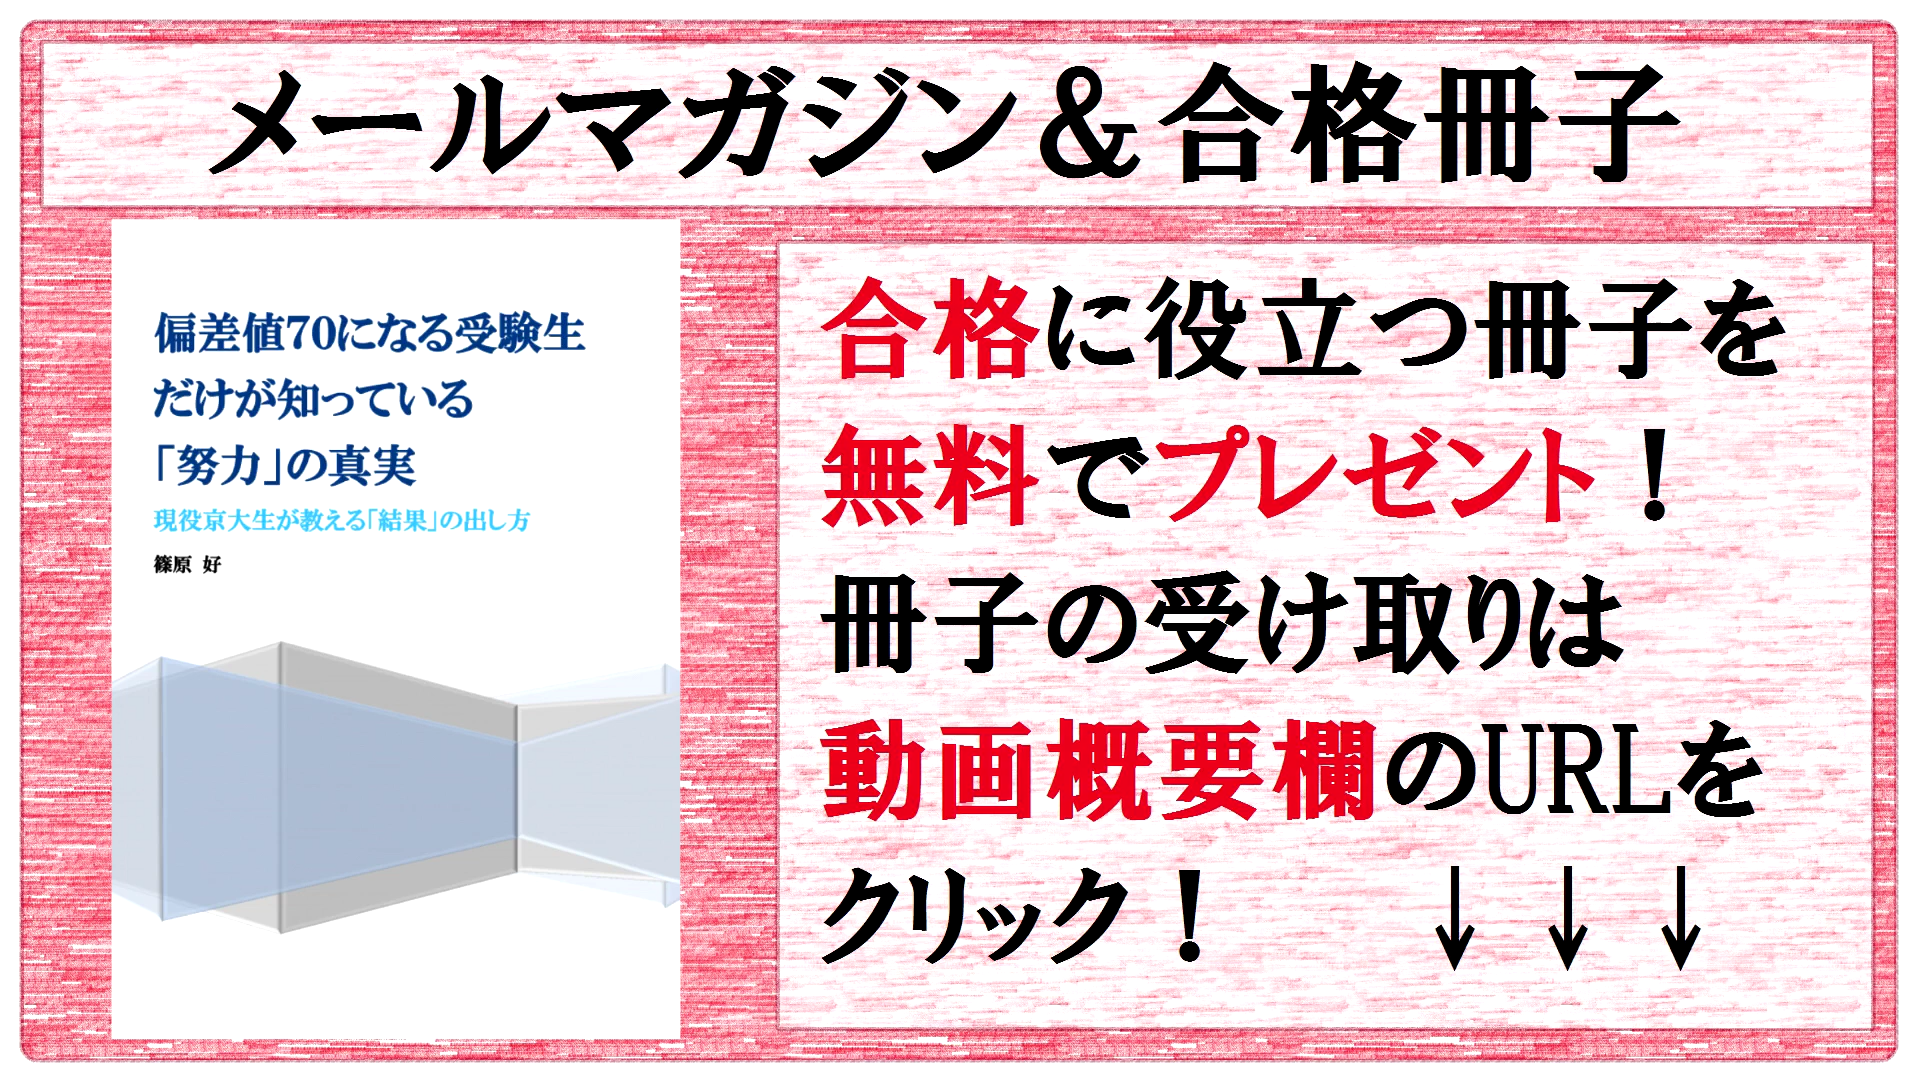 メールマガジン＆合格冊子
偏差値70になる受験生
だけが知っている
「努力」の真実
現役京大生が教える「結果」の出し方
篠原 好
合格に役立つ冊子を
無料でプレゼント！
冊子の受け取りは
動画概要欄のURLを
クリック！　　↓↓↓